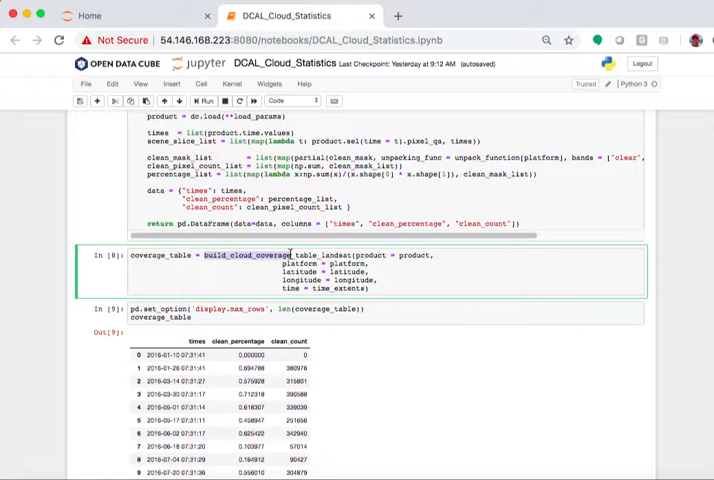 Home × DCAL_Cloud_Statistics × +
Not Secure 54.146.168.223:8080/notebooks/DCAL_Cloud_Statistics.ipynb
OPEN DATA CUBE jupyter DCAL_Cloud_Statistics Last Checkpoint: Yesterday at 9:12 AM (autosaved) Logout
File Edit View Insert Cell Kernel Widgets Help Trusted Python 3
Run Code
product = dc.load(**load_params)
times = list(product.time.values)
scene_slice_list = list(map(lambda t: product.sel(time = t).pixel_qa, times))
clean_mask_list = list(map(partial(clean_mask, unpacking_func = unpack_function[platform], bands = ["clear",
clean_pixel_count_list = list(map(np.sum, clean_mask_list))
percentage_list = list(map(lambda x:np.sum(x)/(x.shape[0] * x.shape[1]), clean_mask_list))
data = {"times": times,
"clean_percentage": percentage_list,
"clean_count": clean_pixel_count_list }
return pd.DataFrame(data=data, columns = ["times", "clean_percentage", "clean_count"])
In [8]: coverage_table = build_cloud_coverage_table_landsat(product = product,
platform = platform,
latitude = latitude,
longitude = longitude,
time = time_extents)
In [9]: pd.set_option('display.max_rows', len(coverage_table))
coverage_table
Out[9]:
times clean_percentage clean_count
0 2016-01-10 07:31:41 0.000000 0
1 2016-01-26 07:31:41 0.694788 380976
2 2016-03-14 07:31:27 0.575928 315801
3 2016-03-30 07:31:17 0.712318 390588
4 2016-05-01 07:31:14 0.618307 339039
5 2016-05-17 07:31:11 0.458947 251656
6 2016-06-02 07:31:17 0.625422 342940
7 2016-06-18 07:31:20 0.103977 57014
8 2016-07-04 07:31:29 0.164912 90427
9 2016-07-20 07:31:36 0.556010 304879